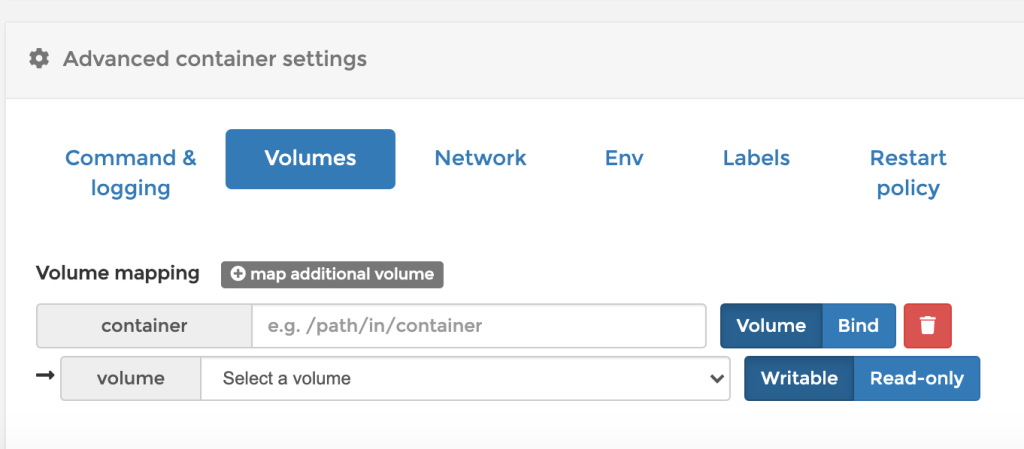 Advanced container settings
Command & logging
Volumes
Network
Env
Labels
Restart policy
Volume mapping
map additional volume
container
e.g. /path/in/container
Volume
Bind
volume
Select a volume
Writable
Read-only